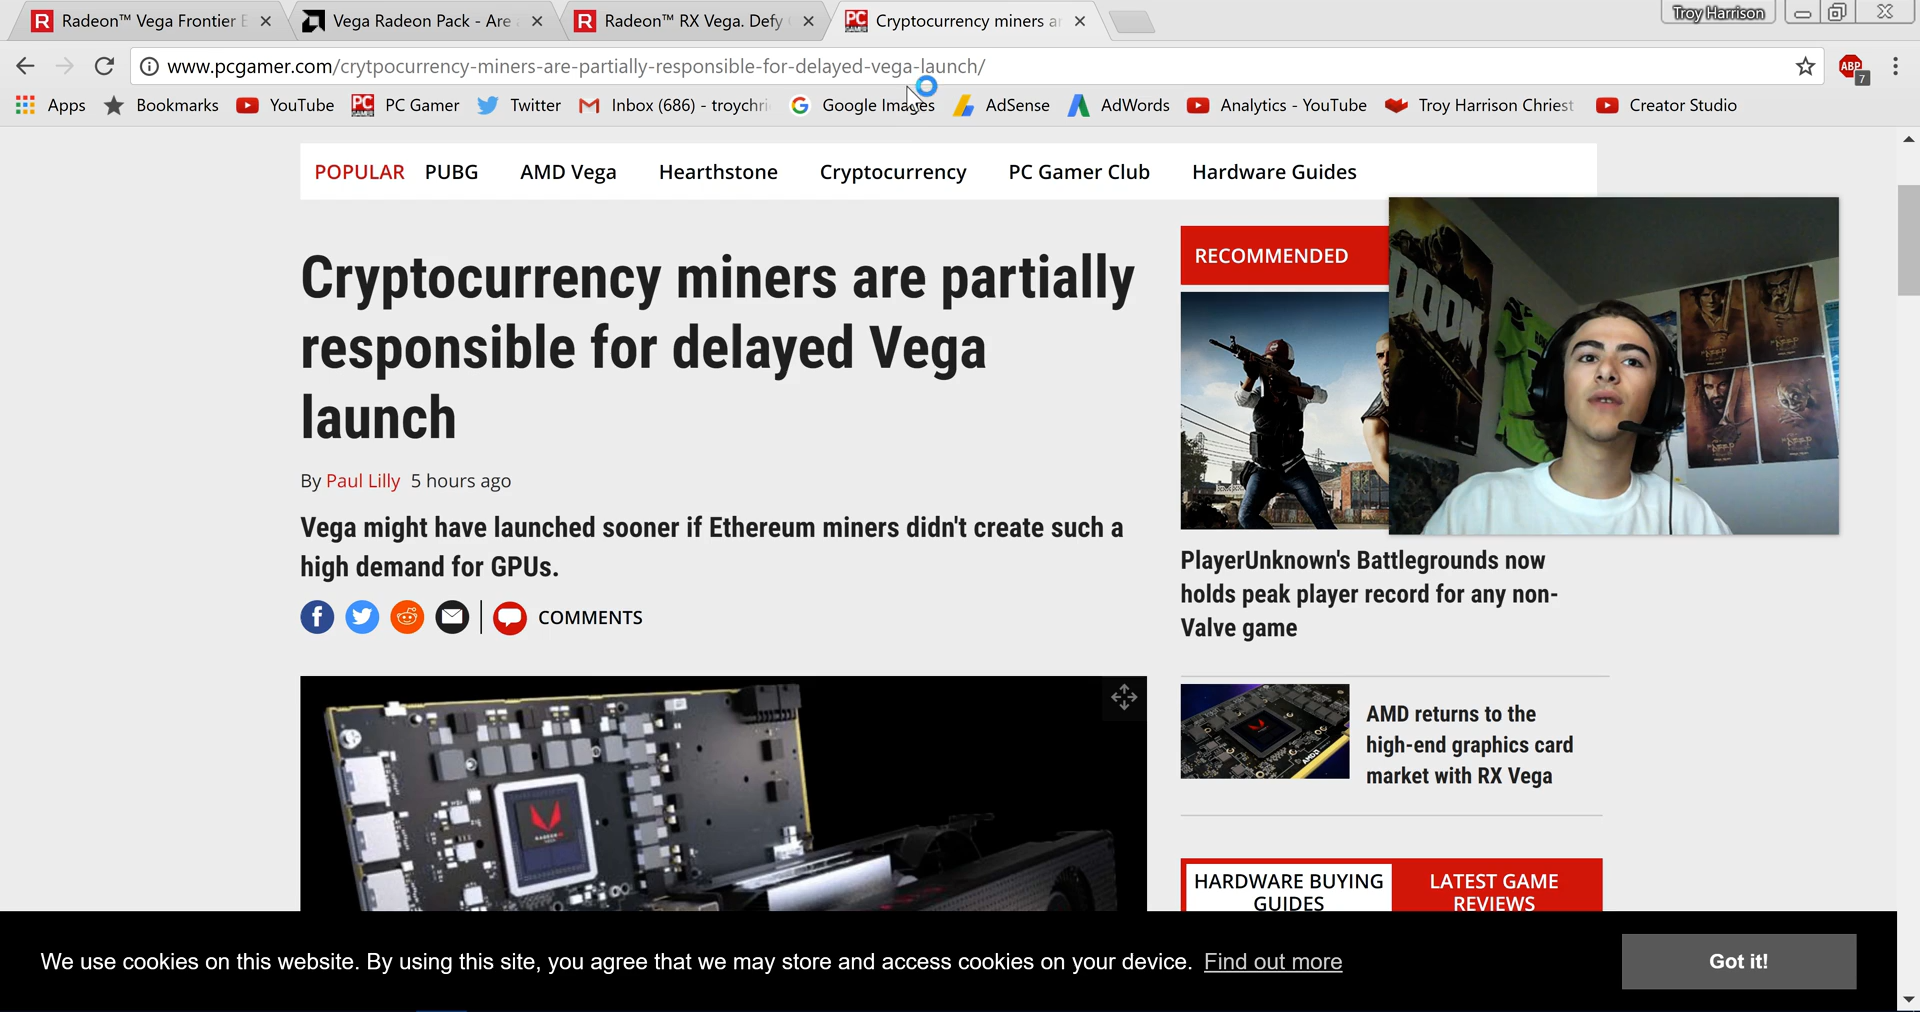 Radeon™ Vega Frontier E
Vega Radeon Pack - Are
Radeon™ RX Vega. Defy
Cryptocurrency miners ar
Troy Harrison
www.pcgamer.com/crytpocurrency-miners-are-partially-responsible-for-delayed-vega-launch/
ABP
7
Apps
Bookmarks
YouTube
PC Gamer
Twitter
Inbox (686) - troychri
Google Images
AdSense
AdWords
Analytics - YouTube
Troy Harrison Chriest
Creator Studio
POPULAR
PUBG
AMD Vega
Hearthstone
Cryptocurrency
PC Gamer Club
Hardware Guides
Cryptocurrency miners are partially
responsible for delayed Vega
launch
By Paul Lilly 5 hours ago
Vega might have launched sooner if Ethereum miners didn't create such a
high demand for GPUs.
COMMENTS
RECOMMENDED
DOOM
PlayerUnknown's Battlegrounds now
holds peak player record for any non-
Valve game
AMD returns to the
high-end graphics card
market with RX Vega
HARDWARE BUYING
GUIDES
LATEST GAME
REVIEWS
We use cookies on this website. By using this site, you agree that we may store and access cookies on your device. Find out more
Got it!